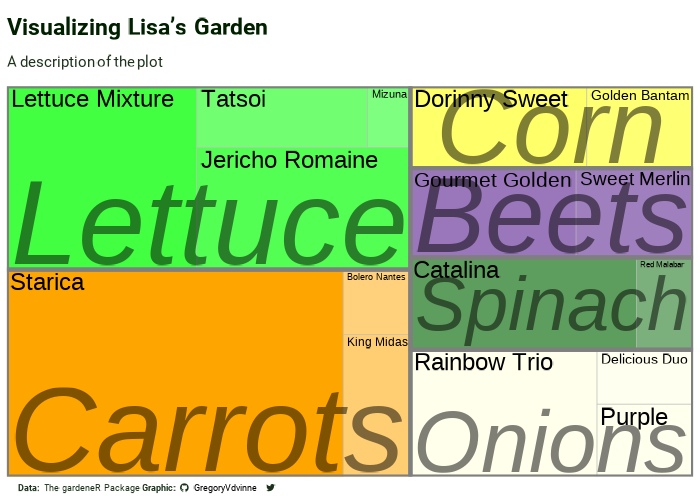 Visualizing Lisa's Garden
A description of the plot
Lettuce Mixture
Tatsoi
Mizuna
Jericho Romaine
Lettuce
Dorinny Sweet
Golden Bantam
Corn
Gourmet Golden
Sweet Merlin
Beets
Starica
Bolero Nantes
King Midas
Carrots
Catalina
Red Malabar
Spinach
Rainbow Trio
Delicious Duo
Purple
Onions
Data: The gardeneR Package Graphic: GregoryVdvinne